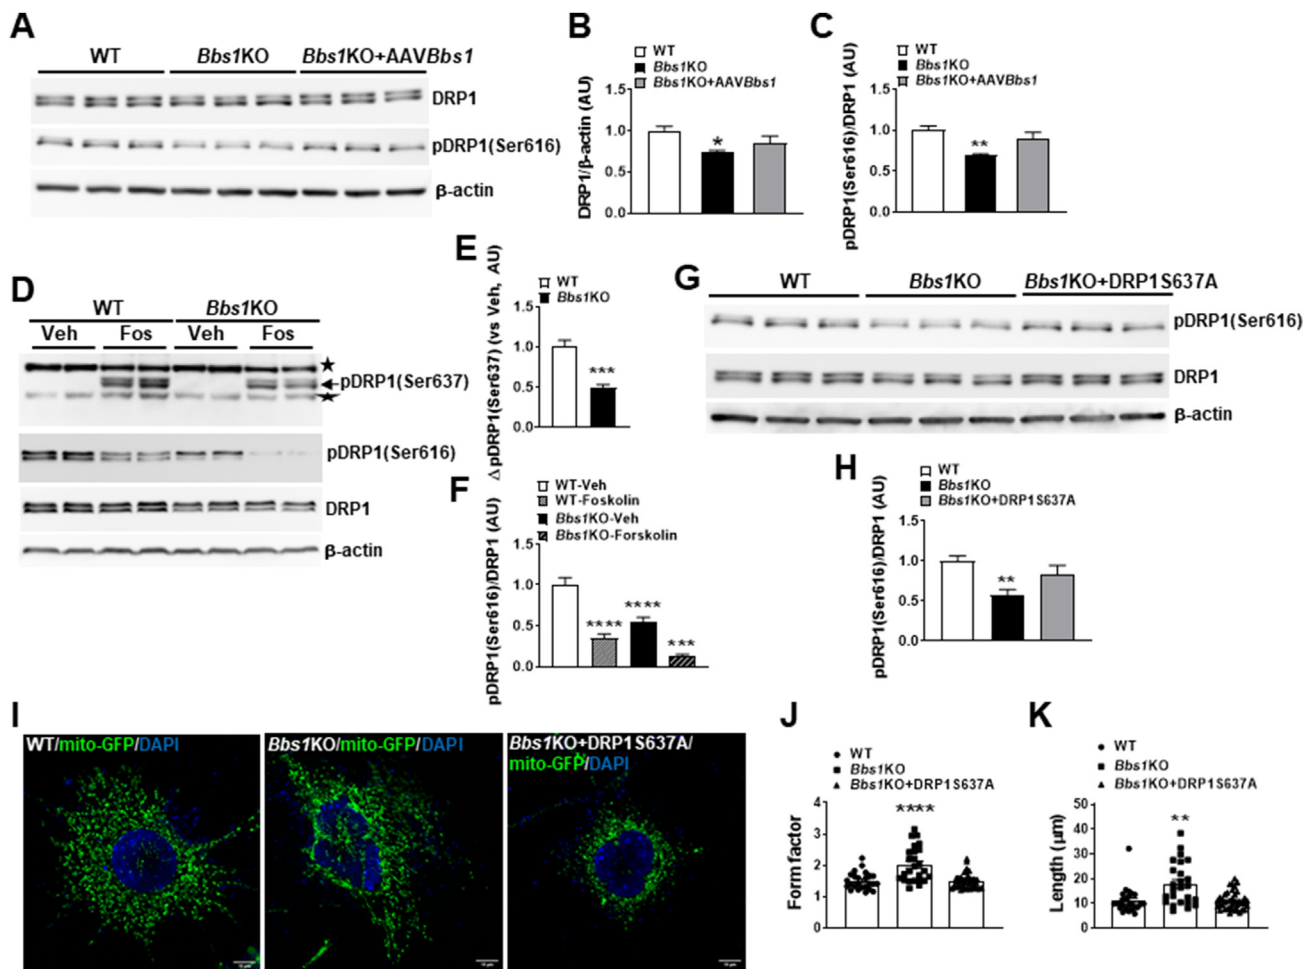 A
WT
Bbs1KO
Bbs1KO+AAVBbs1
DRP1
pDRP1(Ser616)
β-actin
B
WT
Bbs1KO
Bbs1KO+AAVBbs1
DRP1/β-actin (AU)
1.5
1.0
0.5
0.0
*
C
WT
Bbs1KO
Bbs1KO+AAVBbs1
pDRP1(Ser616)/DRP1 (AU)
1.5
1.0
0.5
0.0
**
D
WT
Bbs1KO
Veh
Fos
Veh
Fos
pDRP1(Ser637)
pDRP1(Ser616)
DRP1
β-actin
E
WT
Bbs1KO
△pDRP1(Ser637) (vs Veh, AU)
1.5
1.0
0.5
0.0
***
F
WT-Veh
WT-Foskolin
Bbs1KO-Veh
Bbs1KO-Forskolin
pDRP1(Ser616)/DRP1 (AU)
1.5
1.0
0.5
0.0
****
****
***
G
WT
Bbs1KO
Bbs1KO+DRP1S637A
pDRP1(Ser616)
DRP1
β-actin
H
WT
Bbs1KO
Bbs1KO+DRP1S637A
pDRP1(Ser616)/DRP1 (AU)
1.5
1.0
0.5
0.0
**
I
WT/mito-GFP/DAPI
Bbs1KO/mito-GFP/DAPI
Bbs1KO+DRP1S637A/
mito-GFP/DAPI
J
WT
Bbs1KO
Bbs1KO+DRP1S637A
Form factor
4
3
2
1
0
****
K
WT
Bbs1KO
Bbs1KO+DRP1S637A
Length (μm)
50
40
30
20
10
0
**